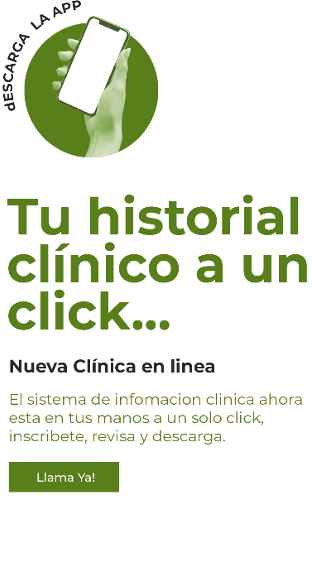 dESCARGA LA APP
Tu historial
clínico a un
click...
Nueva Clínica en linea
El sistema de infomacion clinica ahora
esta en tus manos a un solo click,
inscribete, revisa y descarga.
Llama Ya!